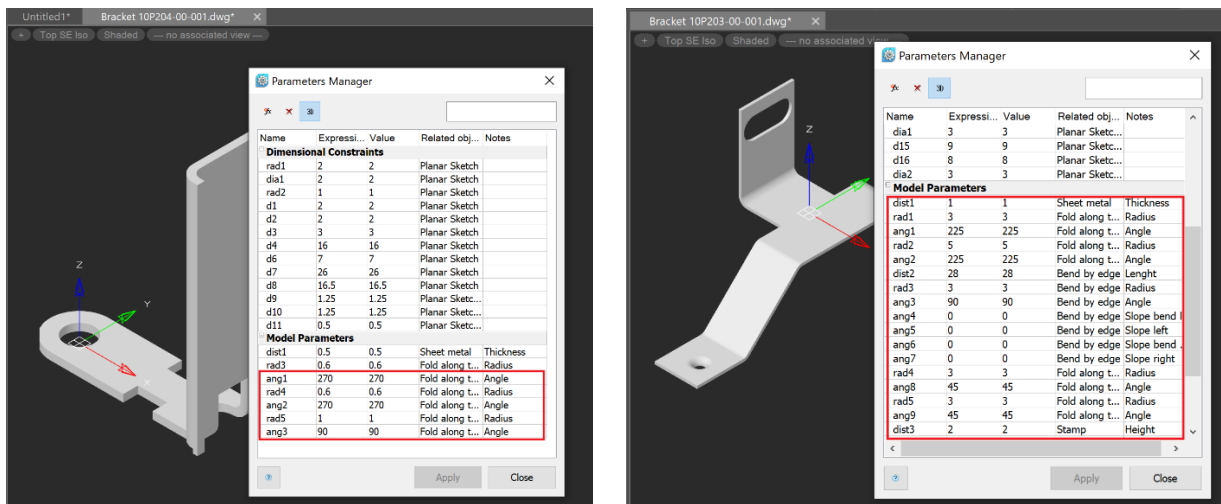 Untitled1* Bracket 10P204-00-001.dwg* ×
+ Top SE Iso Shaded — no associated view —
Parameters Manager
fx 3D
Name Expressi... Value Related obj... Notes
Dimensional Constraints
rad1 2 2 Planar Sketch
dia1 2 2 Planar Sketch
rad2 1 1 Planar Sketch
d1 2 2 Planar Sketch
d2 2 2 Planar Sketch
d3 3 3 Planar Sketch
d4 16 16 Planar Sketch
d6 7 7 Planar Sketch
d7 26 26 Planar Sketch
d8 16.5 16.5 Planar Sketch
d9 1.25 1.25 Planar Sketc...
d10 1.25 1.25 Planar Sketc...
d11 0.5 0.5 Planar Sketc...
Model Parameters
dist1 0.5 0.5 Sheet metal Thickness
rad3 0.6 0.6 Fold along t... Radius
ang1 270 270 Fold along t... Angle
rad4 0.6 0.6 Fold along t... Radius
ang2 270 270 Fold along t... Angle
rad5 1 1 Fold along t... Radius
ang3 90 90 Fold along t... Angle
Apply Close
Z
Y
X
Bracket 10P203-00-001.dwg* ×
+ Top SE Iso Shaded — no associated view —
Parameters Manager
fx 3D
Name Expressi... Value Related obj... Notes
dia1 3 3 Planar Sketc...
d15 9 9 Planar Sketc...
d16 8 8 Planar Sketc...
dia2 3 3 Planar Sketc...
Model Parameters
dist1 1 1 Sheet metal Thickness
rad1 3 3 Fold along t... Radius
ang1 225 225 Fold along t... Angle
rad2 5 5 Fold along t... Radius
ang2 225 225 Fold along t... Angle
dist2 28 28 Bend by edge Lenght
rad3 3 3 Bend by edge Radius
ang3 90 90 Bend by edge Angle
ang4 0 0 Bend by edge Slope bend
ang5 0 0 Bend by edge Slope left
ang6 0 0 Bend by edge Slope bend
ang7 0 0 Bend by edge Slope right
rad4 3 3 Fold along t... Radius
ang8 45 45 Fold along t... Angle
rad5 3 3 Fold along t... Radius
ang9 45 45 Fold along t... Angle
dist3 2 2 Stamp Height
Apply Close
Z